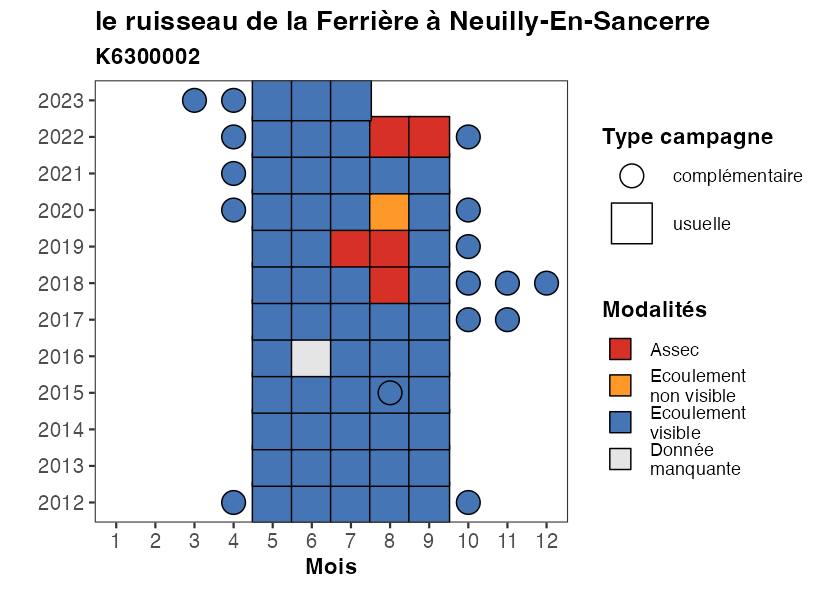 le ruisseau de la Ferrière à Neuilly-En-Sancerre
K6300002
2023
2022
2021
2020
2019
2018
2017
2016
2015
2014
2013
2012
1 2 3 4 5 6 7 8 9 10 11 12
Mois
Type campagne
complémentaire
usuelle
Modalités
Assec
Ecoulement
non visible
Ecoulement
visible
Donnée
manquante